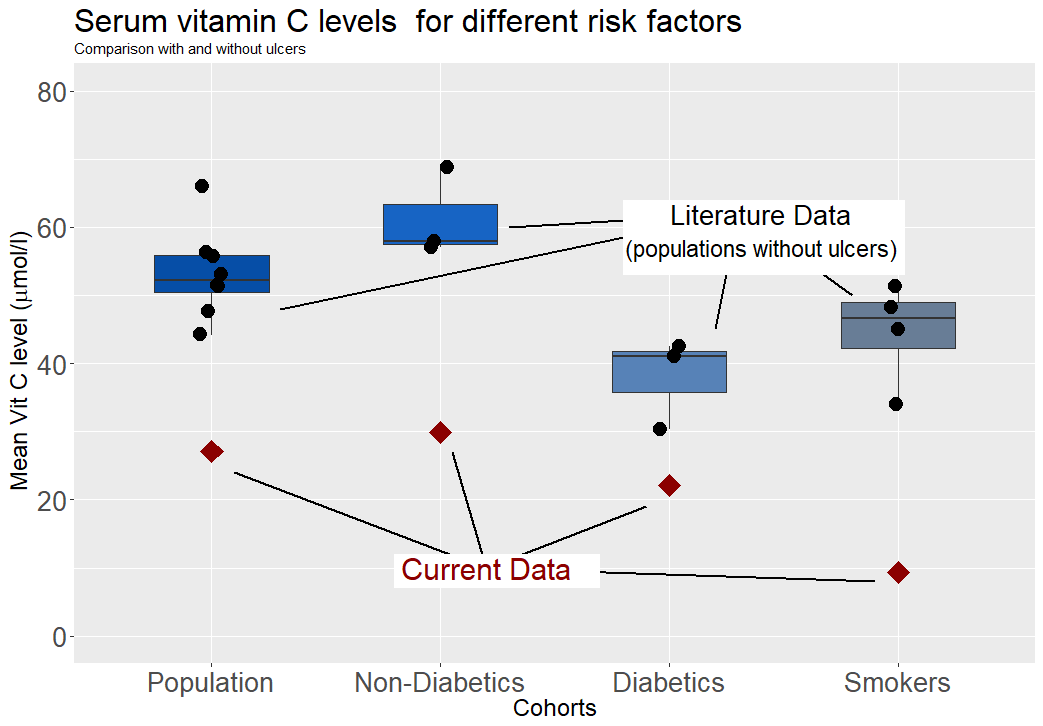 Serum vitamin C levels  for different risk factors
Comparison with and without ulcers
Mean Vit C level (μmol/l)
80
60
40
20
0
Literature Data
(populations without ulcers)
Current Data
Population
Non-Diabetics
Diabetics
Smokers
Cohorts